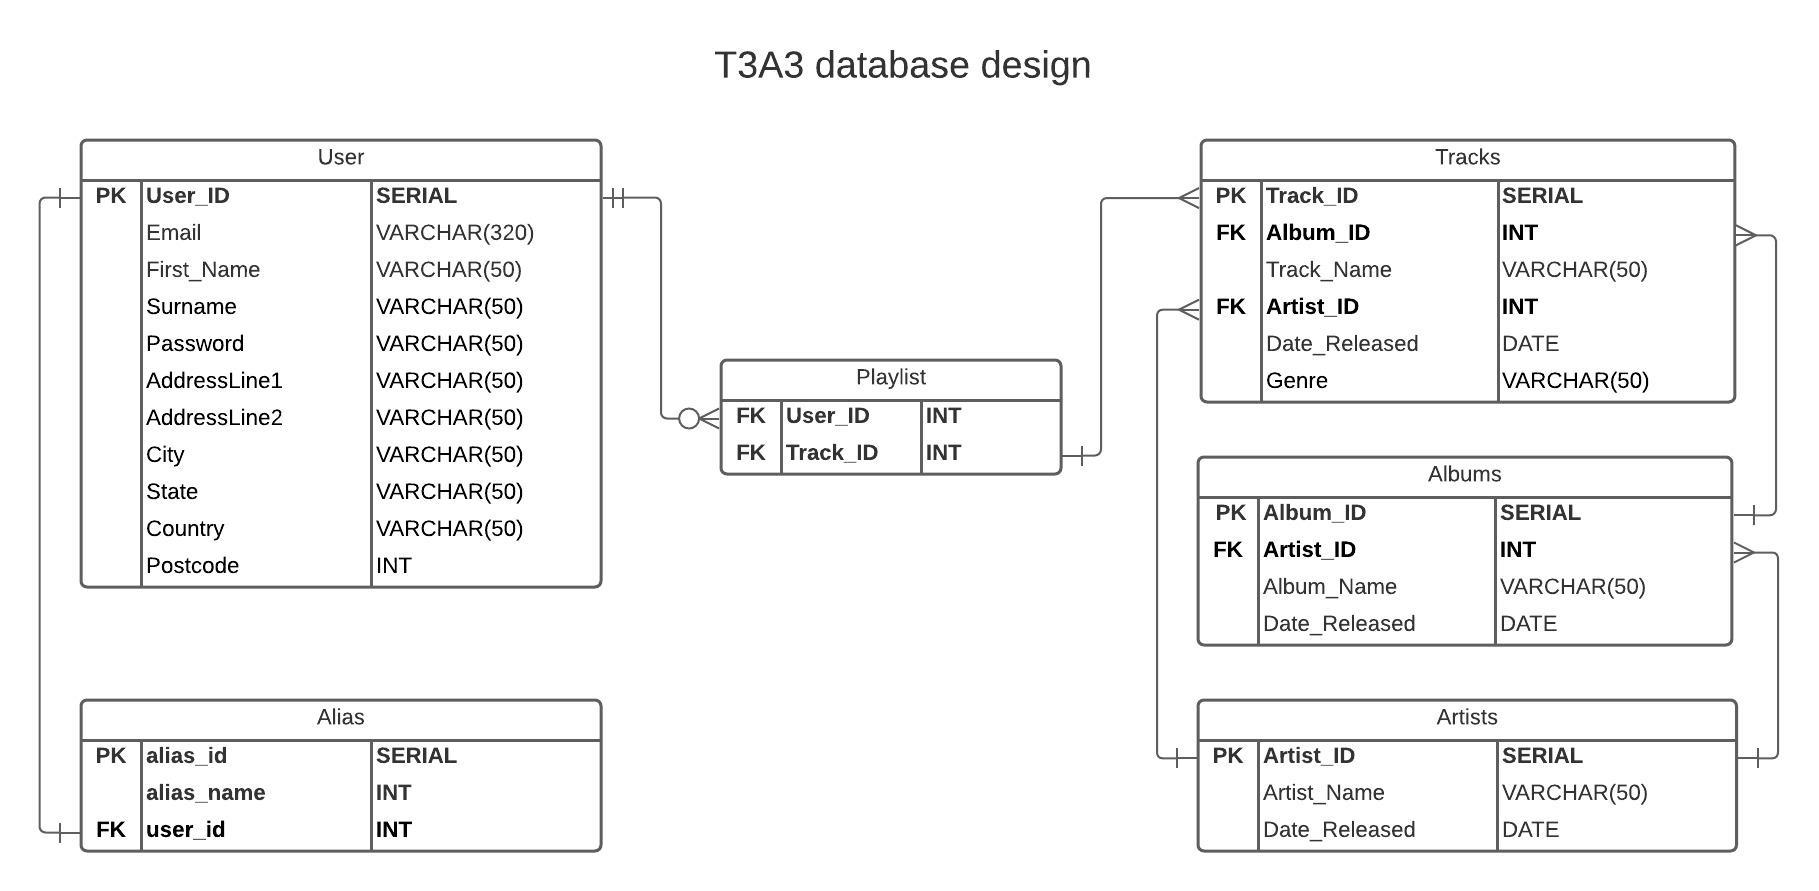 T3A3 database design
User
PK User_ID SERIAL
Email VARCHAR(320)
First_Name VARCHAR(50)
Surname VARCHAR(50)
Password VARCHAR(50)
AddressLine1 VARCHAR(50)
AddressLine2 VARCHAR(50)
City VARCHAR(50)
State VARCHAR(50)
Country VARCHAR(50)
Postcode INT
Alias
PK alias_id SERIAL
alias_name INT
FK user_id INT
Playlist
FK User_ID INT
FK Track_ID INT
Tracks
PK Track_ID SERIAL
FK Album_ID INT
Track_Name VARCHAR(50)
FK Artist_ID INT
Date_Released DATE
Genre VARCHAR(50)
Albums
PK Album_ID SERIAL
FK Artist_ID INT
Album_Name VARCHAR(50)
Date_Released DATE
Artists
PK Artist_ID SERIAL
Artist_Name VARCHAR(50)
Date_Released DATE